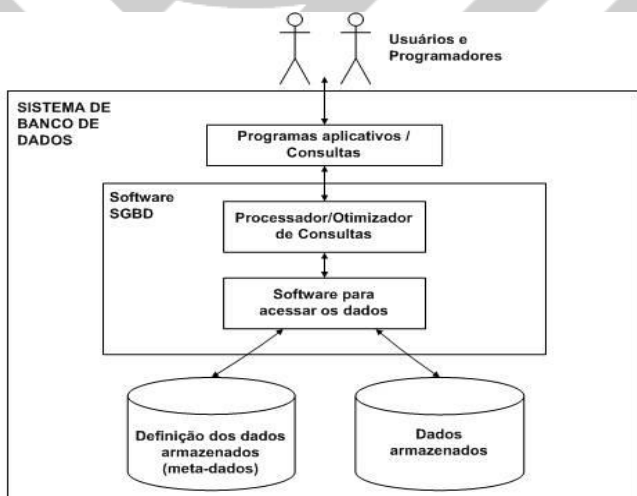 Usuários e
Programadores
SISTEMA DE
BANCO DE
DADOS
Programas aplicativos /
Consultas
Software
SGBD
Processador/Otimizador
de Consultas
Software para
acessar os dados
Definição dos dados
armazenados
(meta-dados)
Dados
armazenados